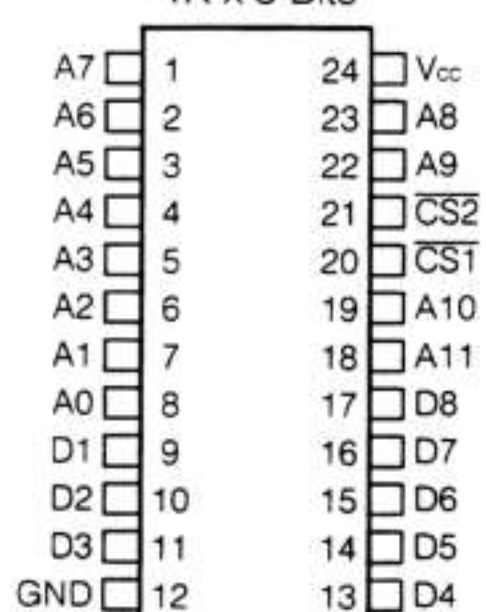 A7 1 24 Vcc
A6 2 23 A8
A5 3 22 A9
A4 4 21 C̅S̅2̅
A3 5 20 C̅S̅1̅
A2 6 19 A10
A1 7 18 A11
A0 8 17 D8
D1 9 16 D7
D2 10 15 D6
D3 11 14 D5
GND 12 13 D4